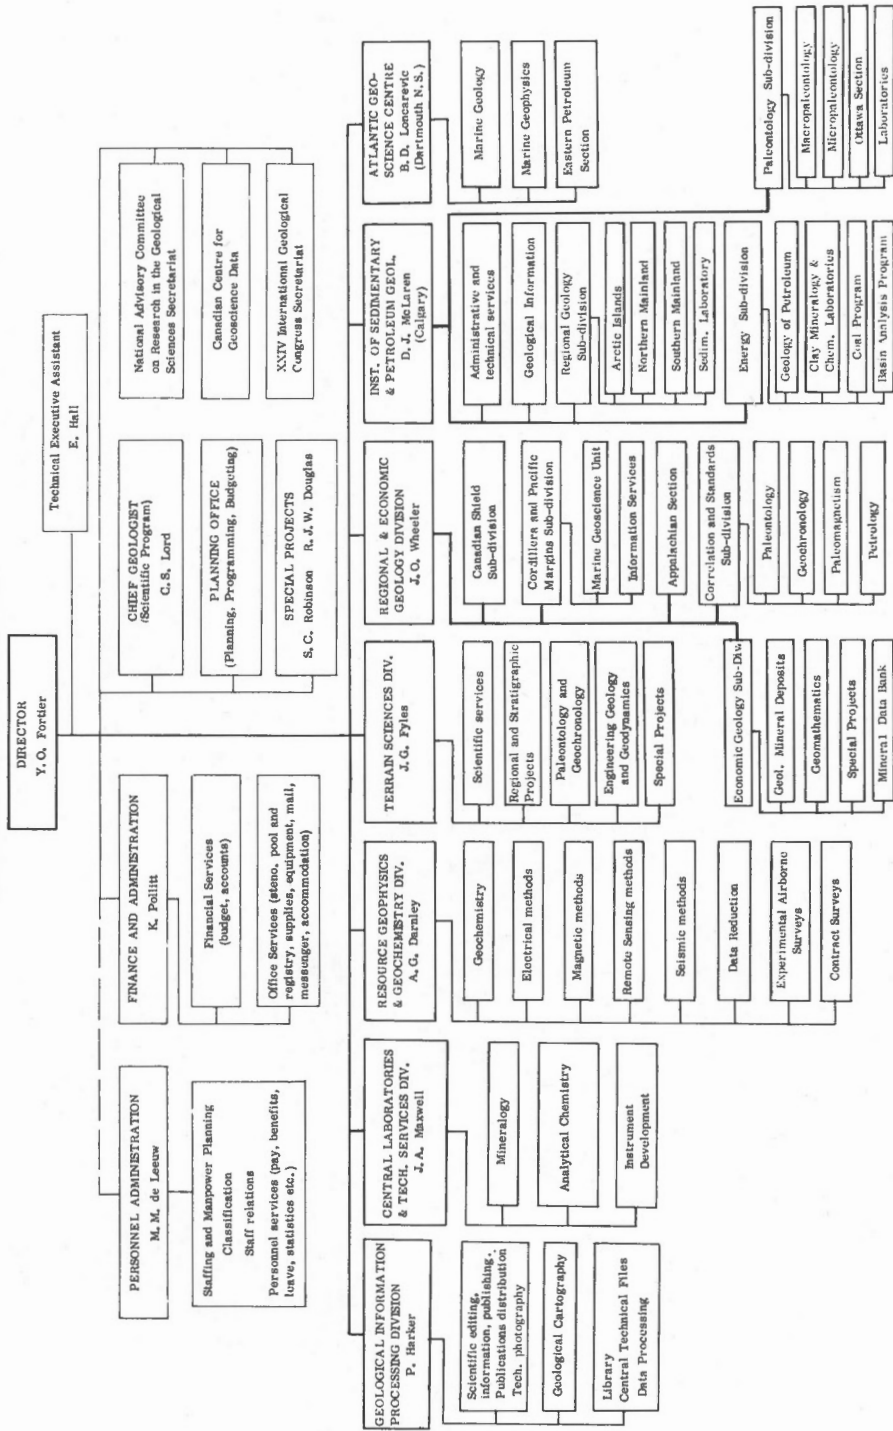 DIRECTOR
Y. O. Fortier
Technical Executive Assistant
E. Hall
PERSONNEL ADMINISTRATION
M. M. de Leeuw
Staffing and Manpower Planning
Classification
Staff relations
Personnel services (pay, benefits,
leave, statistics etc.)
FINANCE AND ADMINISTRATION
K. Pollitt
Financial Services
(budget, accounts)
Office Services (steno. pool and
registry, supplies, equipment, mail,
messenger, accommodation)
CHIEF GEOLOGIST
(Scientific Program)
C. S. Lord
PLANNING OFFICE
(Planning, Programming, Budgeting)
SPECIAL PROJECTS
S. C. Robinson R. J. W. Douglas
National Advisory Committee
on Research in the Geological
Sciences Secretariat
Canadian Centre for
Geoscience Data
XXIV International Geological
Congress Secretariat
GEOLOGICAL INFORMATION
PROCESSING DIVISION
P. Harker
Scientific editing,
information, publishing.
Publications distribution
Tech. photography
Geological Cartography
Library
Central Technical Files
Data Processing
CENTRAL LABORATORIES
& TECH. SERVICES DIV.
J. A. Maxwell
Mineralogy
Analytical Chemistry
Instrument
Development
RESOURCE GEOPHYSICS
& GEOCHEMISTRY DIV.
A. G. Darnley
Geochemistry
Electrical methods
Magnetic methods
Remote Sensing methods
Seismic methods
Data Reduction
Experimental Airborne
Surveys
Contract Surveys
TERRAIN SCIENCES DIV.
J. G. Fyles
Scientific services
Regional and Stratigraphic
Projects
Paleontology and
Geochronology
Engineering Geology
and Geodynamics
Special Projects
REGIONAL & ECONOMIC
GEOLOGY DIVISION
J. O. Wheeler
Canadian Shield
Sub-division
Cordillera and Pacific
Margins Sub-division
Marine Geoscience Unit
Information Services
Appalachian Section
Correlation and Standards
Sub-division
Paleontology
Geochronology
Paleomagnetism
Petrology
Economic Geology Sub-Div.
Geol. Mineral Deposits
Geomathematics
Special Projects
Mineral Data Bank
INST. OF SEDIMENTARY
& PETROLEUM GEOL.
D. J. McLaren
(Calgary)
Administrative and
technical services
Geological Information
Regional Geology
Sub-division
Arctic Islands
Northern Mainland
Southern Mainland
Sedim. Laboratory
Energy Sub-division
Geology of Petroleum
Clay Mineralogy &
Chem. Laboratories
Coal Program
Basin Analysis Program
Paleontology Sub-division
Macropaleontology
Micropaleontology
Ottawa Section
Laboratories
ATLANTIC GEO-
SCIENCE CENTRE
B. D. Loncarevic
(Dartmouth N. S.)
Marine Geology
Marine Geophysics
Eastern Petroleum
Section